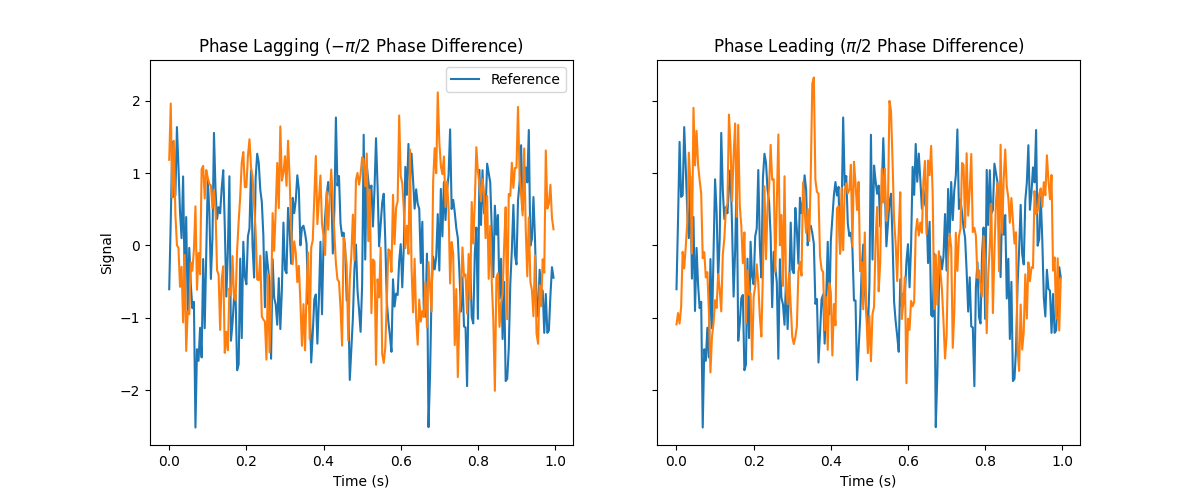 Phase Lagging (−π/2 Phase Difference)
Phase Leading (π/2 Phase Difference)
Reference
Signal
2
1
0
−1
−2
0.0 0.2 0.4 0.6 0.8 1.0
0.0 0.2 0.4 0.6 0.8 1.0
Time (s)
Time (s)